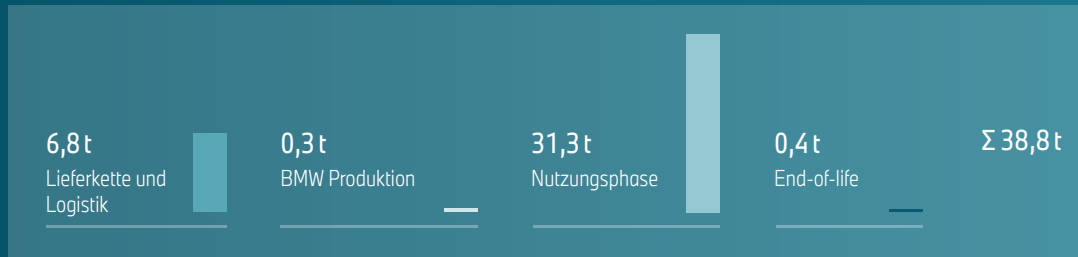 6,8 t
Lieferkette und
Logistik
0,3 t
BMW Produktion
31,3 t
Nutzungsphase
0,4 t
End-of-life
Σ 38,8 t